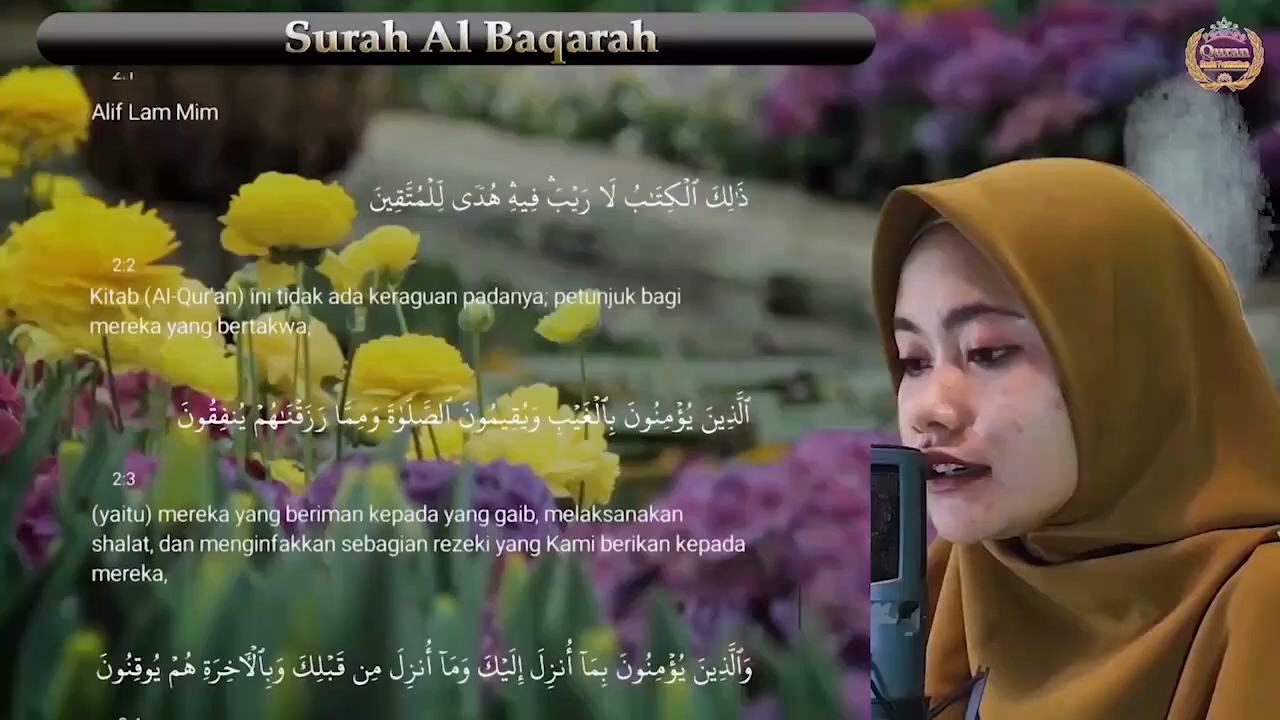 Surah Al Baqarah
Quran
2:1
Alif Lam Mim
ذَٰلِكَ ٱلْكِتَـٰبُ لَا رَيْبَ ۛ فِيهِ ۛ هُدًى لِّلْمُتَّقِينَ
2:2
Kitab (Al-Qur'an) ini tidak ada keraguan padanya; petunjuk bagi
mereka yang bertakwa,
ٱلَّذِينَ يُؤْمِنُونَ بِٱلْغَيْبِ وَيُقِيمُونَ ٱلصَّلَوٰةَ وَمِمَّا رَزَقْنَـٰهُمْ يُنفِقُونَ
2:3
(yaitu) mereka yang beriman kepada yang gaib, melaksanakan
shalat, dan menginfakkan sebagian rezeki yang Kami berikan kepada
mereka,
وَٱلَّذِينَ يُؤْمِنُونَ بِمَآ أُنزِلَ إِلَيْكَ وَمَآ أُنزِلَ مِن قَبْلِكَ وَبِٱلْـَٔاخِرَةِ هُمْ يُوقِنُونَ